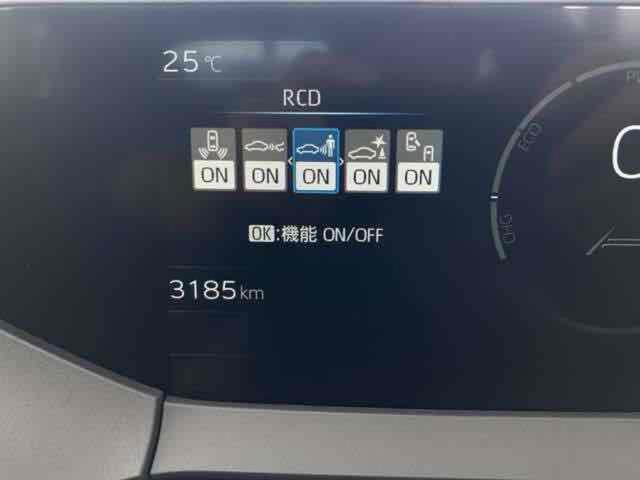 25℃
RCD
ON ON ON ON ON
OK:機能 ON/OFF
3185km
ECO
CHG